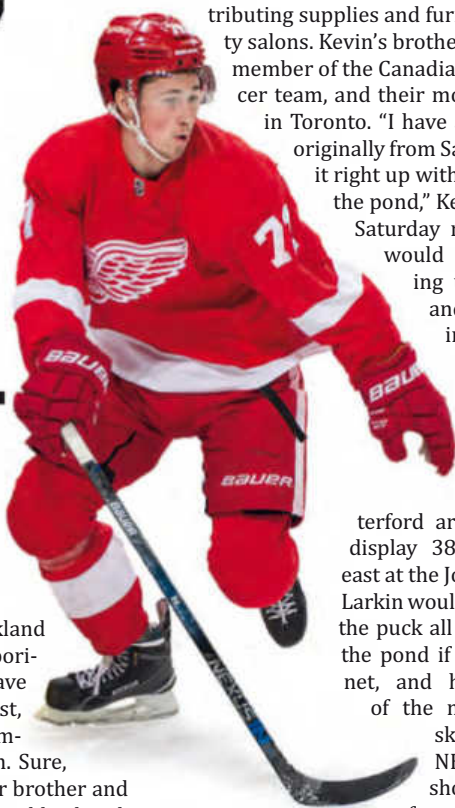 kland
pori-
ave
st,
m-
n. Sure,
r brother and
tributing supplies and fur
ty salons. Kevin’s brothe
member of the Canadia
cer team, and their mo
in Toronto. “I have
originally from Sa
it right up with
the pond,” Ke
Saturday
would
ing
and
in
terford ar
display 38
east at the Jo
Larkin woul
the puck all
the pond if
net, and h
of the
sk
sho
BAUER
BAUER
BAUER
BAUER
NEXUS